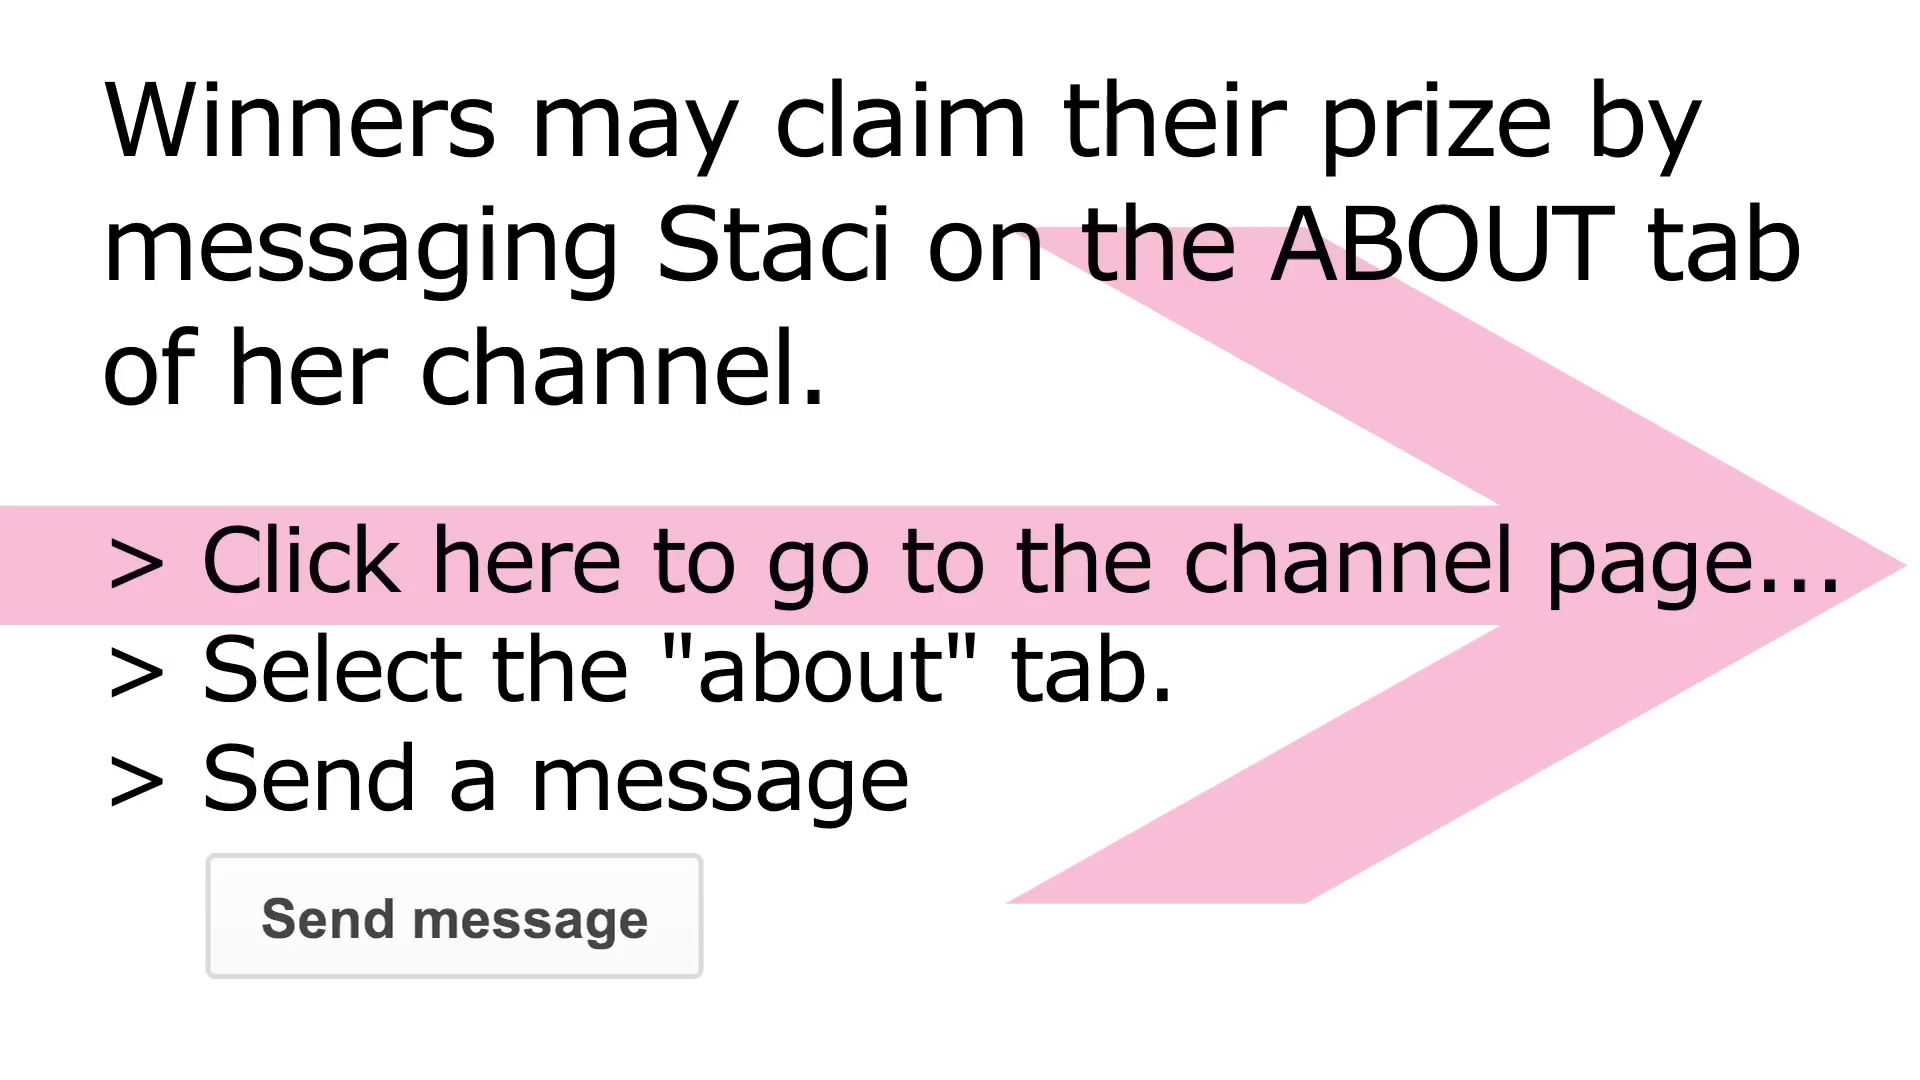 Winners may claim their prize by
messaging Staci on the ABOUT tab
of her channel.
> Click here to go to the channel page...
> Select the "about" tab.
> Send a message
Send message